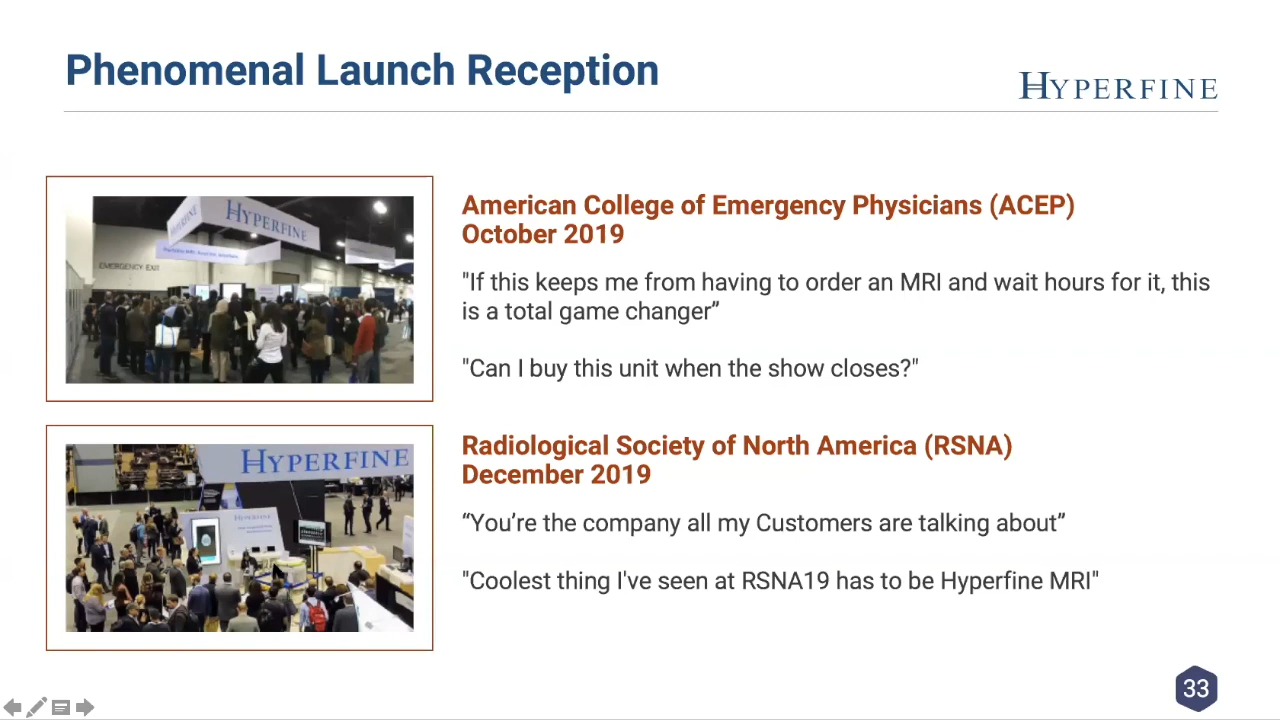 Phenomenal Launch Reception
HYPERFINE
HYPERFINE
EMERGENCY EXIT
American College of Emergency Physicians (ACEP)
October 2019
"If this keeps me from having to order an MRI and wait hours for it, this
is a total game changer”
"Can I buy this unit when the show closes?"
HYPERFINE
HYPERFINE
Radiological Society of North America (RSNA)
December 2019
“You’re the company all my Customers are talking about”
"Coolest thing I've seen at RSNA19 has to be Hyperfine MRI"
33